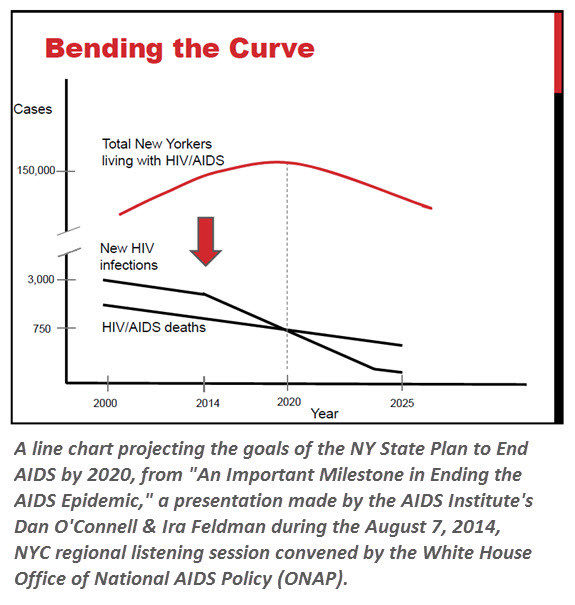 Bending the Curve
Cases
Total New Yorkers
living with HIV/AIDS
150,000
New HIV
infections
3,000
HIV/AIDS deaths
750
2000
2014
2020
2025
Year
A line chart projecting the goals of the NY State Plan to End
AIDS by 2020, from "An Important Milestone in Ending the
AIDS Epidemic," a presentation made by the AIDS Institute's
Dan O'Connell & Ira Feldman during the August 7, 2014,
NYC regional listening session convened by the White House
Office of National AIDS Policy (ONAP).